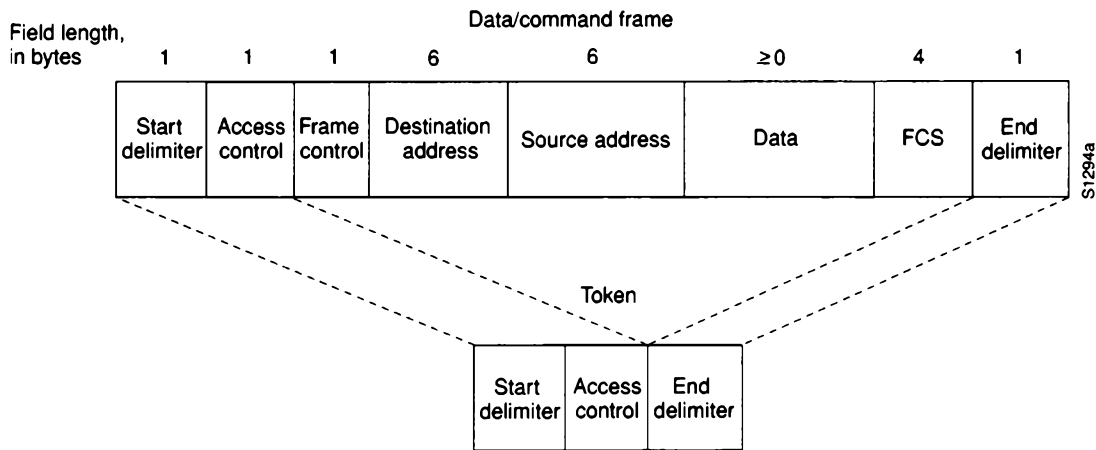 Data/command frame
Field length,
in bytes
1 1 1 6 6 ≥0 4 1
Start
delimiter
Access
control
Frame
control
Destination
address
Source address
Data
FCS
End
delimiter
S1294a
Token
Start
delimiter
Access
control
End
delimiter